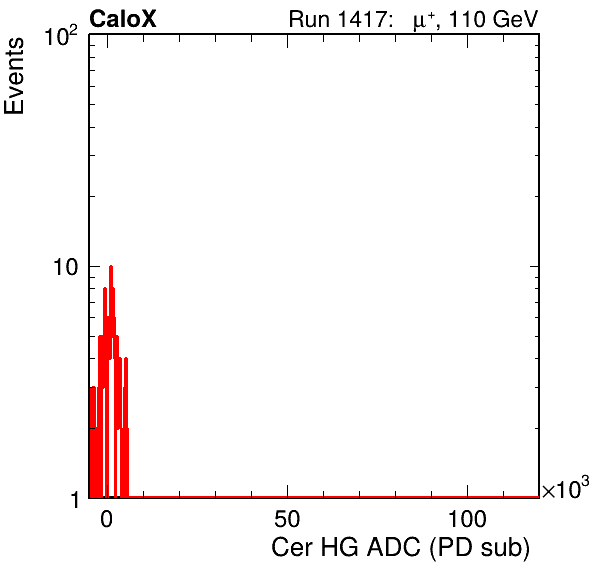 CaloX Run 1417: μ⁺, 110 GeV
Events
10²
10
1
0 50 100 ×10³
Cer HG ADC (PD sub)